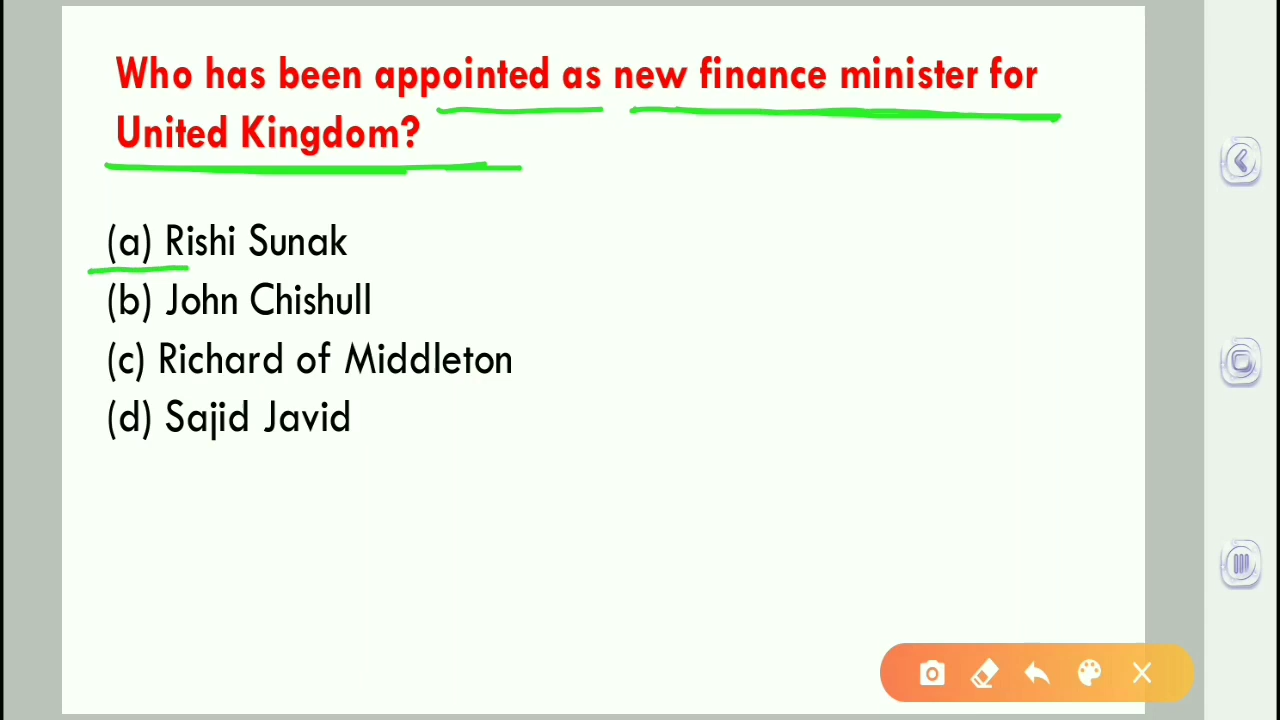 Who has been appointed as new finance minister for
United Kingdom?
(a) Rishi Sunak
(b) John Chishull
(c) Richard of Middleton
(d) Sajid Javid